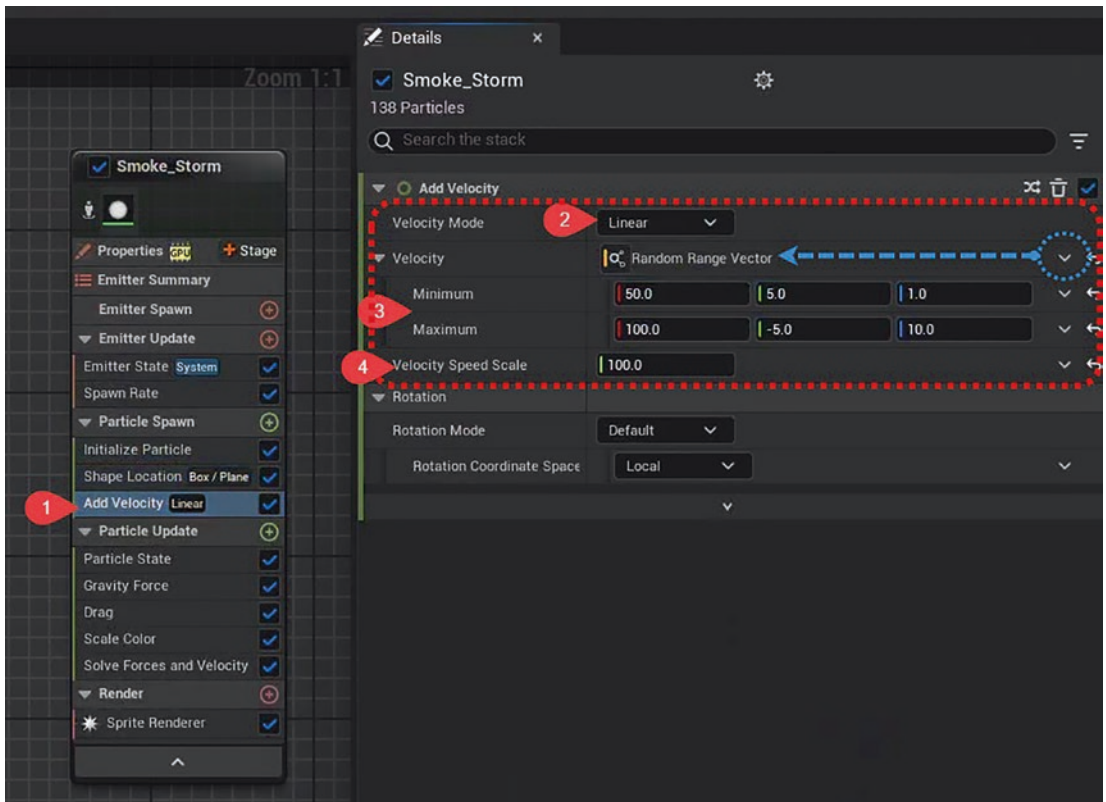 Zoom 1:1
Smoke_Storm
Properties GPU Stage
Emitter Summary
Emitter Spawn
Emitter Update
Emitter State System
Spawn Rate
Particle Spawn
Initialize Particle
Shape Location Box / Plane
1 Add Velocity Linear
Particle Update
Particle State
Gravity Force
Drag
Scale Color
Solve Forces and Velocity
Render
Sprite Renderer
Details ×
Smoke_Storm
138 Particles
Search the stack
Add Velocity
Velocity Mode 2 Linear
Velocity Random Range Vector
Minimum 50.0 5.0 1.0
3
Maximum 100.0 -5.0 10.0
4 Velocity Speed Scale 100.0
Rotation
Rotation Mode Default
Rotation Coordinate Space Local